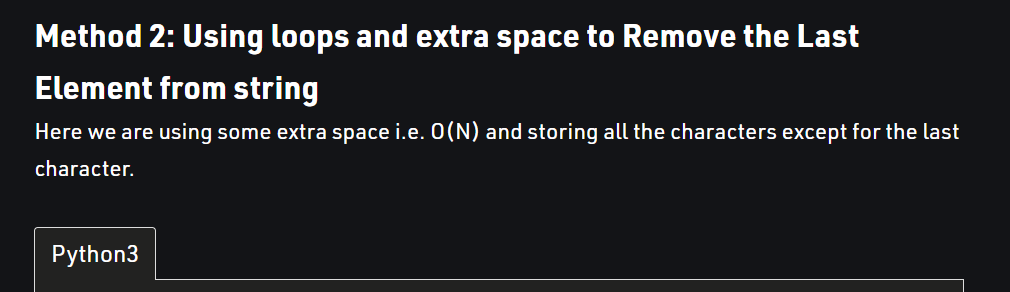 Method 2: Using loops and extra space to Remove the Last
Element from string
Here we are using some extra space i.e. O(N) and storing all the characters except for the last
character.
Python3